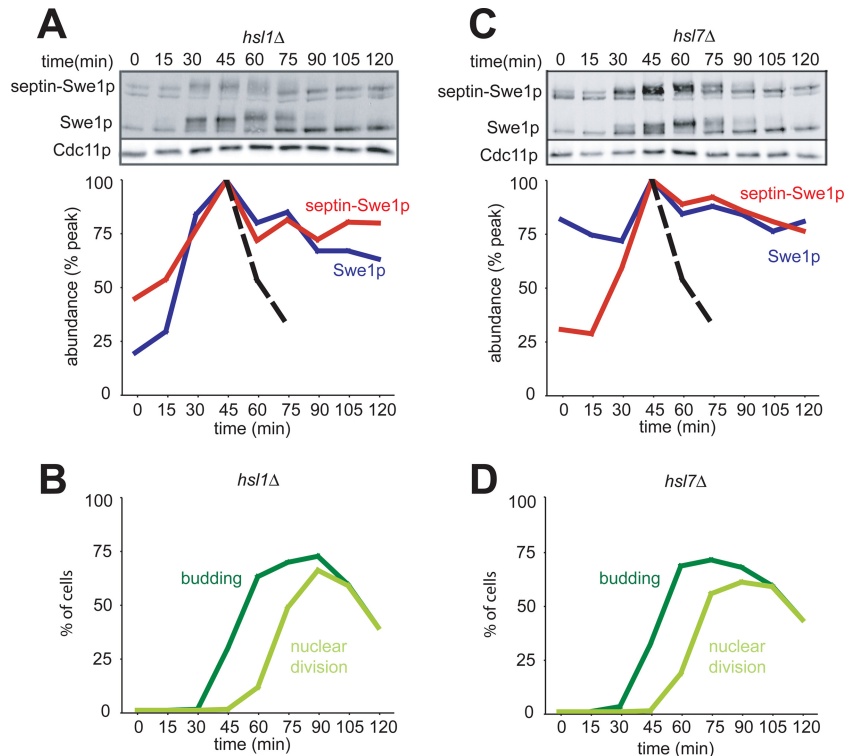 A
hsl1Δ
time(min) 0 15 30 45 60 75 90 105 120
septin-Swe1p
Swe1p
Cdc11p
100
75
50
25
0
abundance (% peak)
septin-Swe1p
Swe1p
0 15 30 45 60 75 90 105 120
time (min)
C
hsl7Δ
time(min) 0 15 30 45 60 75 90 105 120
septin-Swe1p
Swe1p
Cdc11p
100
75
50
25
0
abundance (% peak)
septin-Swe1p
Swe1p
0 15 30 45 60 75 90 105 120
time (min)
B
hsl1Δ
100
75
50
25
0
% of cells
budding
nuclear
division
0 15 30 45 60 75 90 105 120
time (min)
D
hsl7Δ
100
75
50
25
0
% of cells
budding
nuclear
division
0 15 30 45 60 75 90 105 120
time (min)